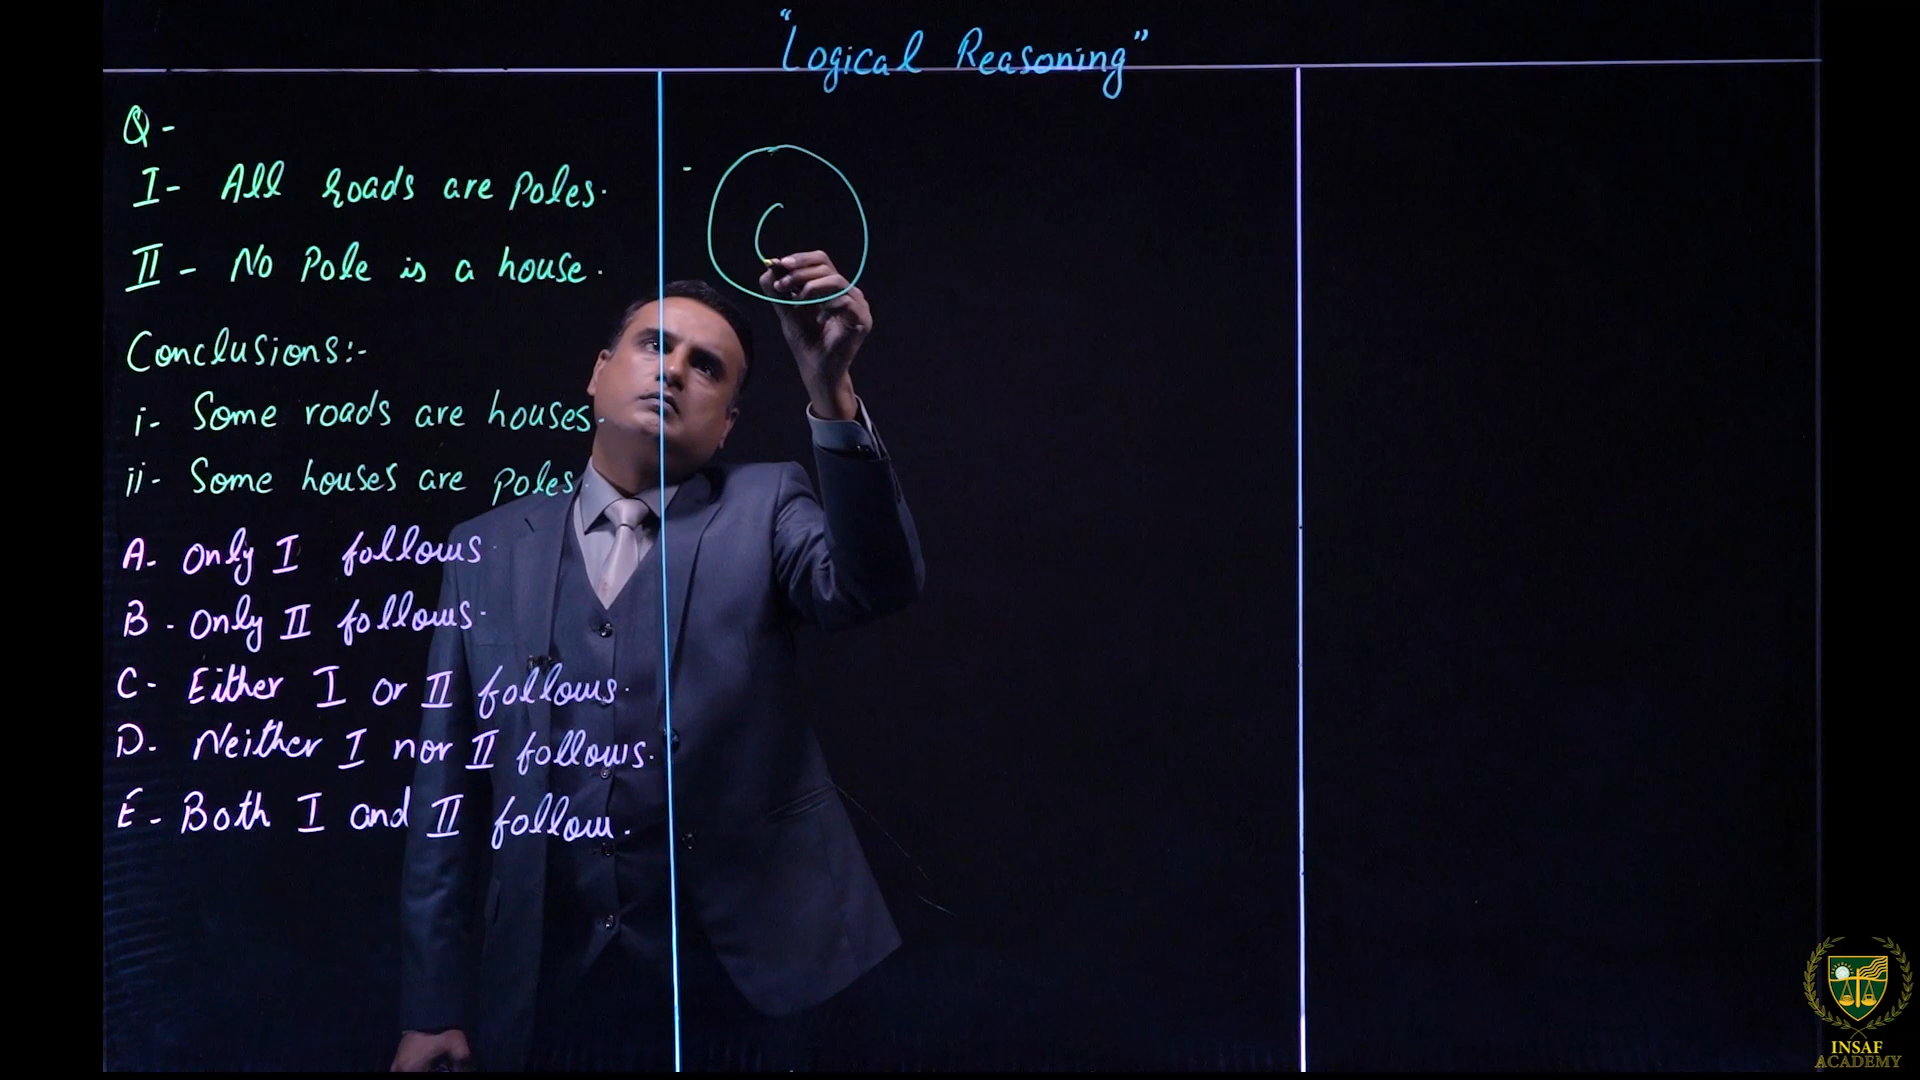 "Logical Reasoning"
Q-
I- All roads are poles.
II- No Pole is a house.
Conclusions:-
i- Some roads are houses.
ii- Some houses are poles.
A- Only I follows.
B- Only II follows.
C- Either I or II follows.
D- Neither I nor II follows.
E- Both I and II follow.
INSAF
ACADEMY